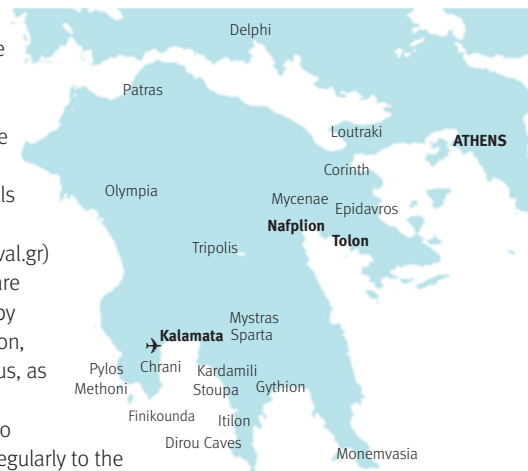 e
e
ls
val.gr)
are
by
on,
us, as
o
egularly to the
Delphi
Patras
Loutraki
ATHENS
Corinth
Olympia
Mycenae
Epidavros
Nafplion
Tolon
Tripolis
Mystras
Kalamata
Sparta
Pylos
Chrani
Kardamili
Methoni
Stoupa
Gythion
Finikounda
Itilon
Dirou Caves
Monemvasia